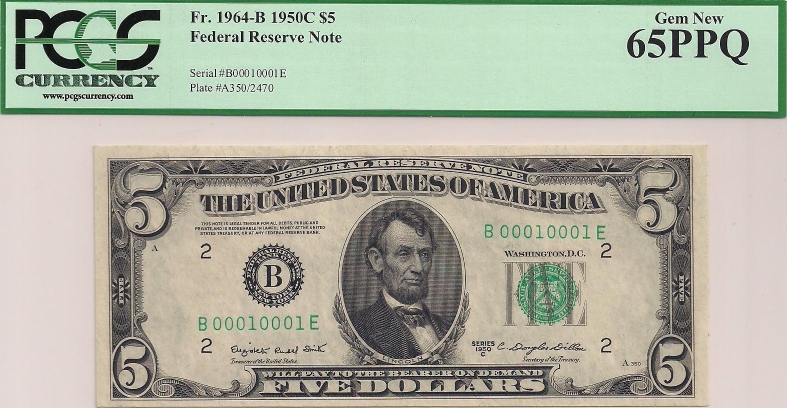 PCGS
CURRENCY
www.pcgscurrency.com
Fr. 1964-B 1950C $5
Federal Reserve Note
Serial #B00010001E
Plate #A350/2470
Gem New
65PPQ
FEDERAL RESERVE NOTE
THE UNITED STATES OF AMERICA
5
5
THIS NOTE IS LEGAL TENDER FOR ALL DEBTS, PUBLIC AND
PRIVATE, AND IS REDEEMABLE IN LAWFUL MONEY AT THE UNITED
STATES TREASURY, OR AT ANY FEDERAL RESERVE BANK.
B 00010001 E
A
2
WASHINGTON, D.C.
2
B
FIVE
FIVE
B 00010001 E
2
Treasurer of the United States.
SERIES
1950
C
C. Douglas Dillon
Secretary of the Treasury.
2
LINCOLN
A 350
5
5
WILL PAY TO THE BEARER ON DEMAND
FIVE DOLLARS